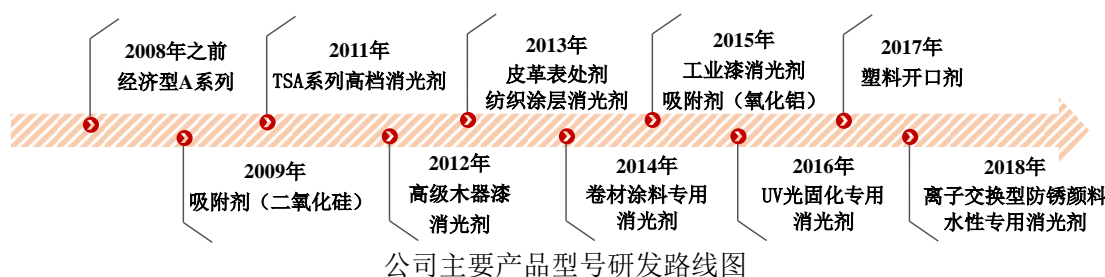 2008年之前
经济型A系列
2009年
吸附剂（二氧化硅）
2011年
TSA系列高档消光剂
2012年
高级木器漆
消光剂
2013年
皮革表处剂
纺织涂层消光剂
2014年
卷材涂料专用
消光剂
2015年
工业漆消光剂
吸附剂（氧化铝）
2016年
UV光固化专用
消光剂
2017年
塑料开口剂
2018年
离子交换型防锈颜料
水性专用消光剂
公司主要产品型号研发路线图